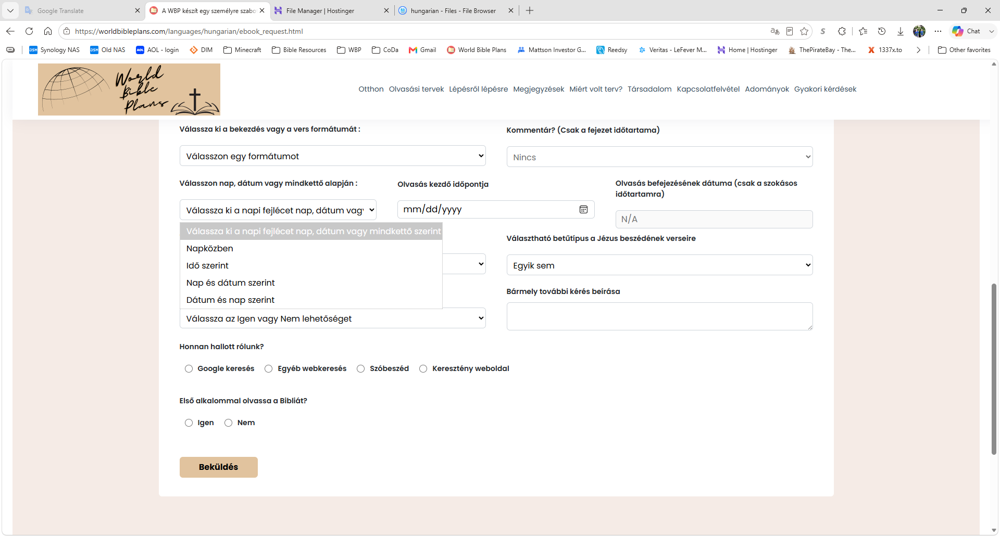 Google Translate
A WBP készít egy személyre szabo
File Manager | Hostinger
hungarian - Files - File Browser
https://worldbibleplans.com/languages/hungarian/ebook_request.html
Chat
Synology NAS
Old NAS
AOL - login
DIM
Minecraft
Bible Resources
WBP
CoDa
Gmail
World Bible Plans
Mattson Investor G...
Reedsy
Veritas - LeFever M...
Home | Hostinger
ThePirateBay - The...
1337x.to
Other favorites
World
Bible
Plans
Otthon Olvasási tervek Lépésről lépésre Megjegyzések Miért volt terv? Társadalom Kapcsolatfelvétel Adományok Gyakori kérdések
Válassza ki a bekezdés vagy a vers formátumát :
Kommentár? (Csak a fejezet időtartama)
Válasszon egy formátumot
Nincs
Válasszon nap, dátum vagy mindkettő alapján :
Olvasás kezdő időpontja
Olvasás befejezésének dátuma (csak a szokásos
időtartamra)
Válassza ki a napi fejlécet nap, dátum vagy
mm/dd/yyyy
N/A
Válassza ki a napi fejlécet nap, dátum vagy mindkettő szerint
Napközben
Idő szerint
Nap és dátum szerint
Dátum és nap szerint
Választható betűtípus a Jézus beszédének verseire
Egyik sem
Bármely további kérés beírása
Válassza az Igen vagy Nem lehetőséget
Honnan hallott rólunk?
Google keresés Egyéb webkeresés Szóbeszéd Keresztény weboldal
Első alkalommal olvassa a Bibliát?
Igen Nem
Beküldés